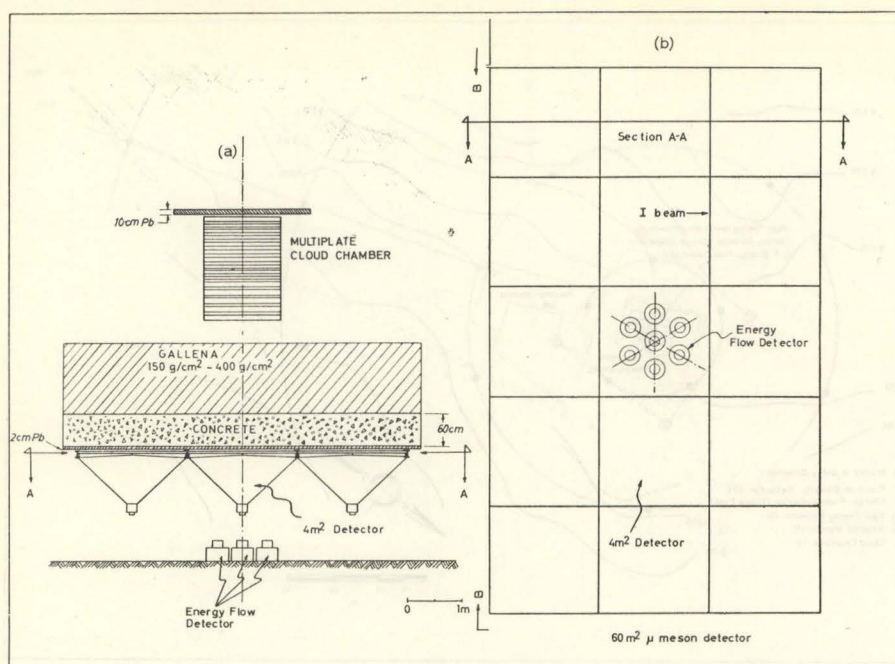 (a)
10cm Pb
MULTIPLATE
CLOUD CHAMBER
GALLENA
150 g/cm² ~ 400 g/cm²
CONCRETE
60cm
2cm Pb
A
A
4m² Detector
Energy Flow
Detector
0 1m
(b)
B
Section A-A
A
A
I beam
Energy
Flow Detector
4m² Detector
B
60m² μ meson detector